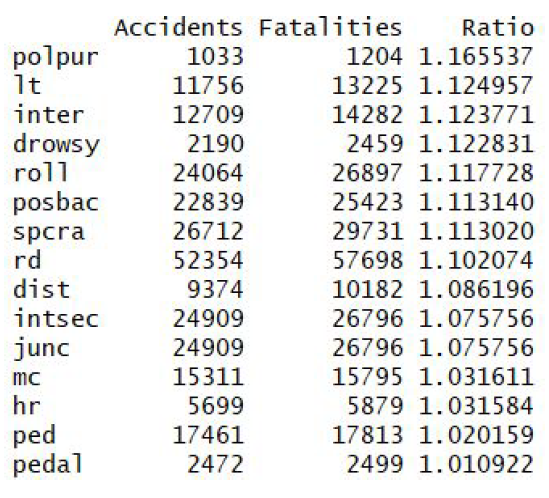 Accidents Fatalities Ratio
polpur 1033 1204 1.165537
lt 11756 13225 1.124957
inter 12709 14282 1.123771
drowsy 2190 2459 1.122831
roll 24064 26897 1.117728
posbac 22839 25423 1.113140
spcra 26712 29731 1.113020
rd 52354 57698 1.102074
dist 9374 10182 1.086196
intsec 24909 26796 1.075756
junc 24909 26796 1.075756
mc 15311 15795 1.031611
hr 5699 5879 1.031584
ped 17461 17813 1.020159
pedal 2472 2499 1.010922